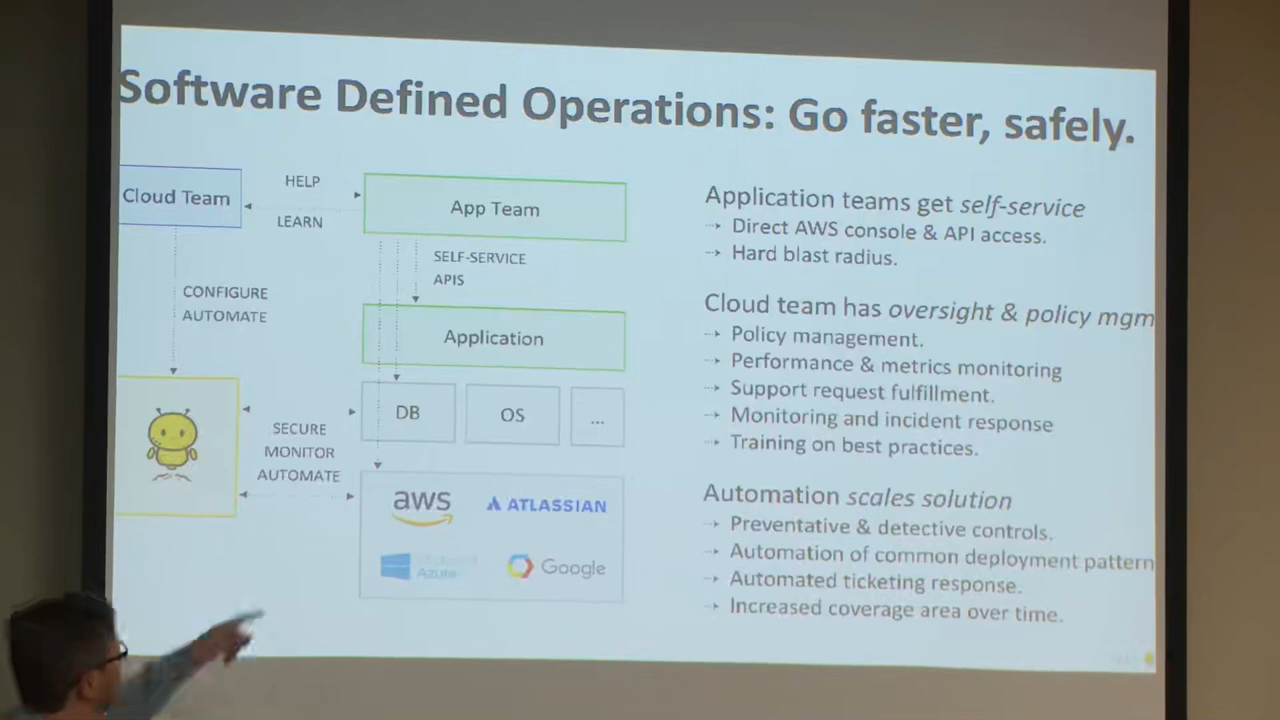 Software Defined Operations: Go faster, safely.
Cloud Team
HELP
LEARN
App Team
SELF-SERVICE
APIS
CONFIGURE
AUTOMATE
Application
DB
OS
...
SECURE
MONITOR
AUTOMATE
aws
ATLASSIAN
Microsoft
Azure
Google
Application teams get self-service
Direct AWS console & API access.
Hard blast radius.
Cloud team has oversight & policy mgm
Policy management.
Performance & metrics monitoring
Support request fulfillment.
Monitoring and incident response
Training on best practices.
Automation scales solution
Preventative & detective controls.
Automation of common deployment pattern
Automated ticketing response.
Increased coverage area over time.